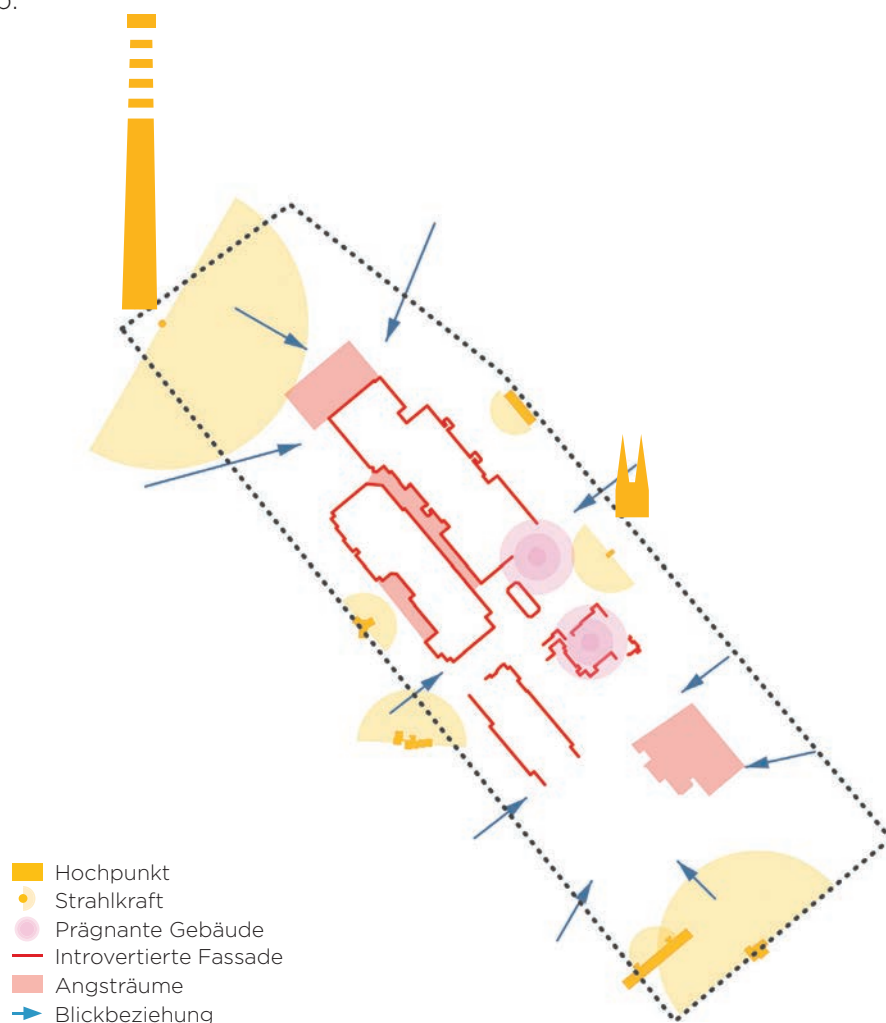 Hochpunkt
Strahlkraft
Prägnante Gebäude
Introvertierte Fassade
Angsträume
Blickbeziehung